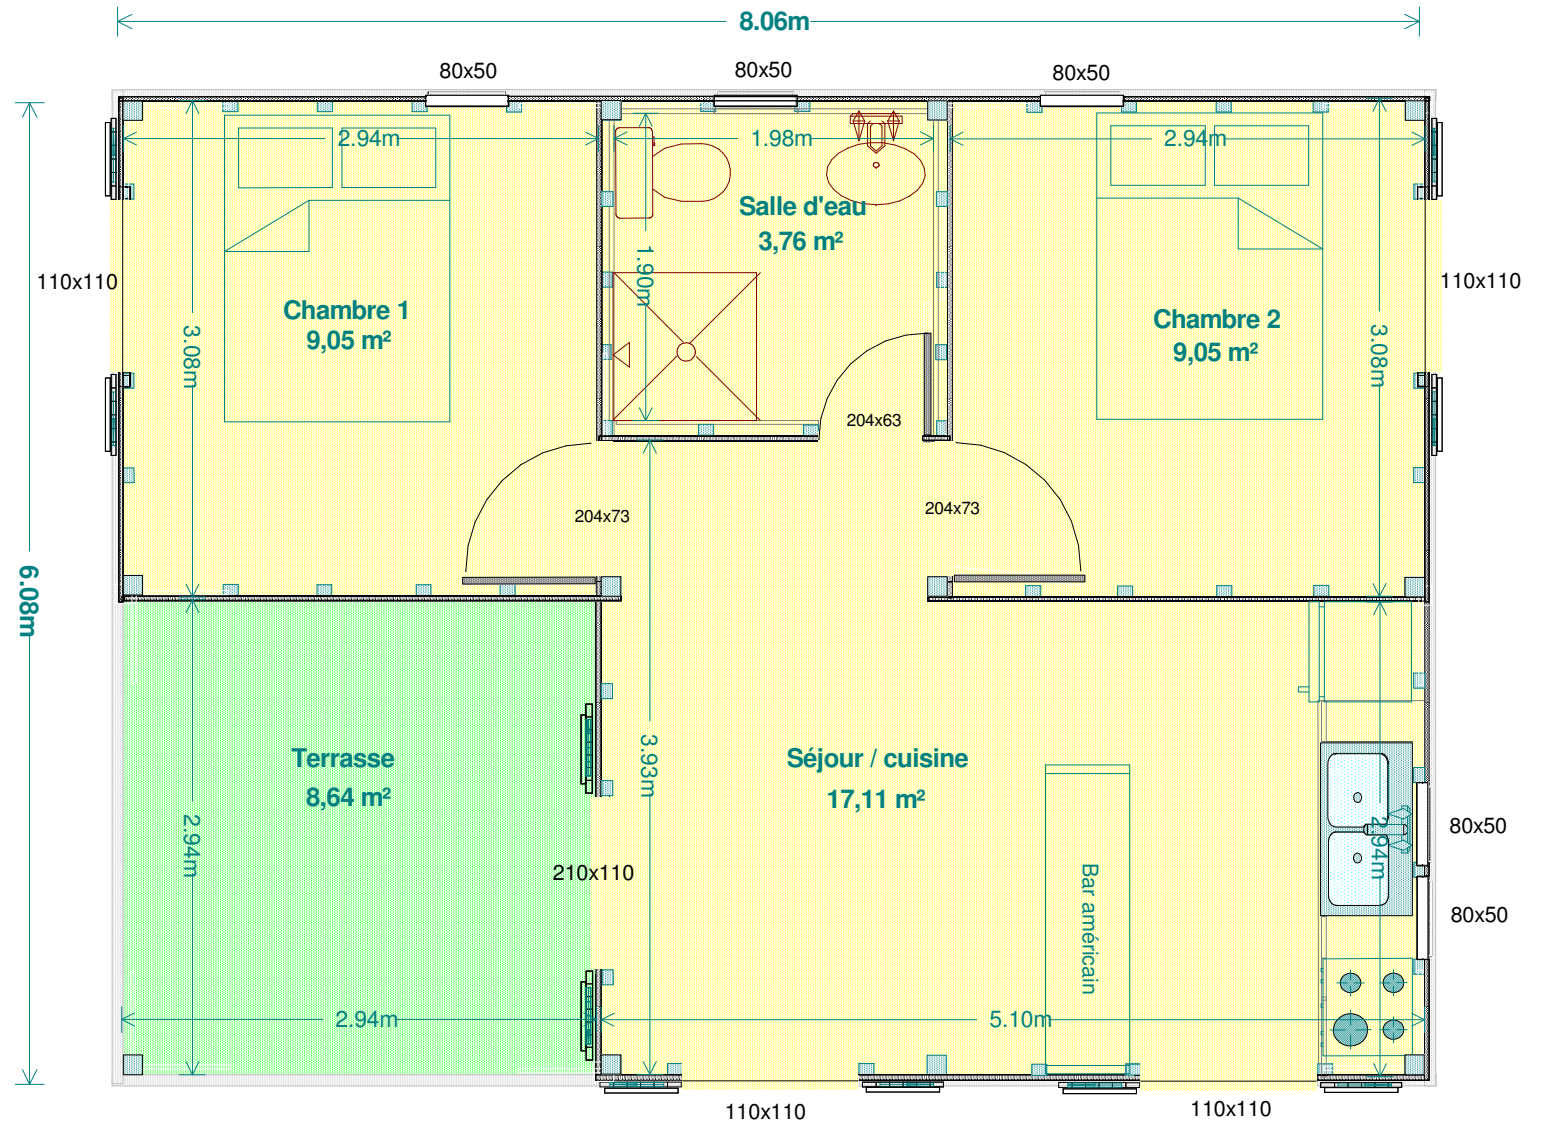 8.06m
80x50
80x50
80x50
2.94m
1.98m
2.94m
Salle d'eau
3,76 m²
110x110
1.90m
110x110
Chambre 1
9,05 m²
Chambre 2
9,05 m²
3.08m
3.08m
204x63
204x73
204x73
6.08m
Terrasse
8,64 m²
3.93m
Séjour / cuisine
17,11 m²
2.94m
2.94m
80x50
210x110
Bar américain
80x50
2.94m
5.10m
110x110
110x110